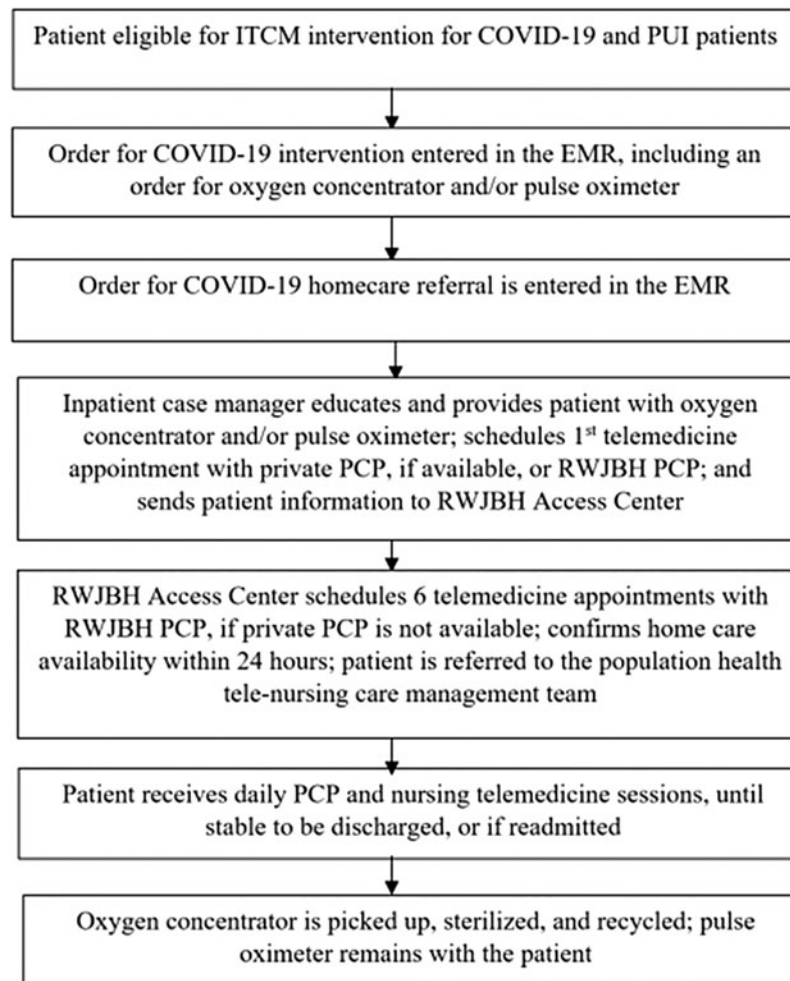 Patient eligible for ITCM intervention for COVID-19 and PUI patients
Order for COVID-19 intervention entered in the EMR, including an
order for oxygen concentrator and/or pulse oximeter
Order for COVID-19 homecare referral is entered in the EMR
Inpatient case manager educates and provides patient with oxygen
concentrator and/or pulse oximeter; schedules 1st telemedicine
appointment with private PCP, if available, or RWJBH PCP; and
sends patient information to RWJBH Access Center
RWJBH Access Center schedules 6 telemedicine appointments with
RWJBH PCP, if private PCP is not available; confirms home care
availability within 24 hours; patient is referred to the population health
tele-nursing care management team
Patient receives daily PCP and nursing telemedicine sessions, until
stable to be discharged, or if readmitted
Oxygen concentrator is picked up, sterilized, and recycled; pulse
oximeter remains with the patient